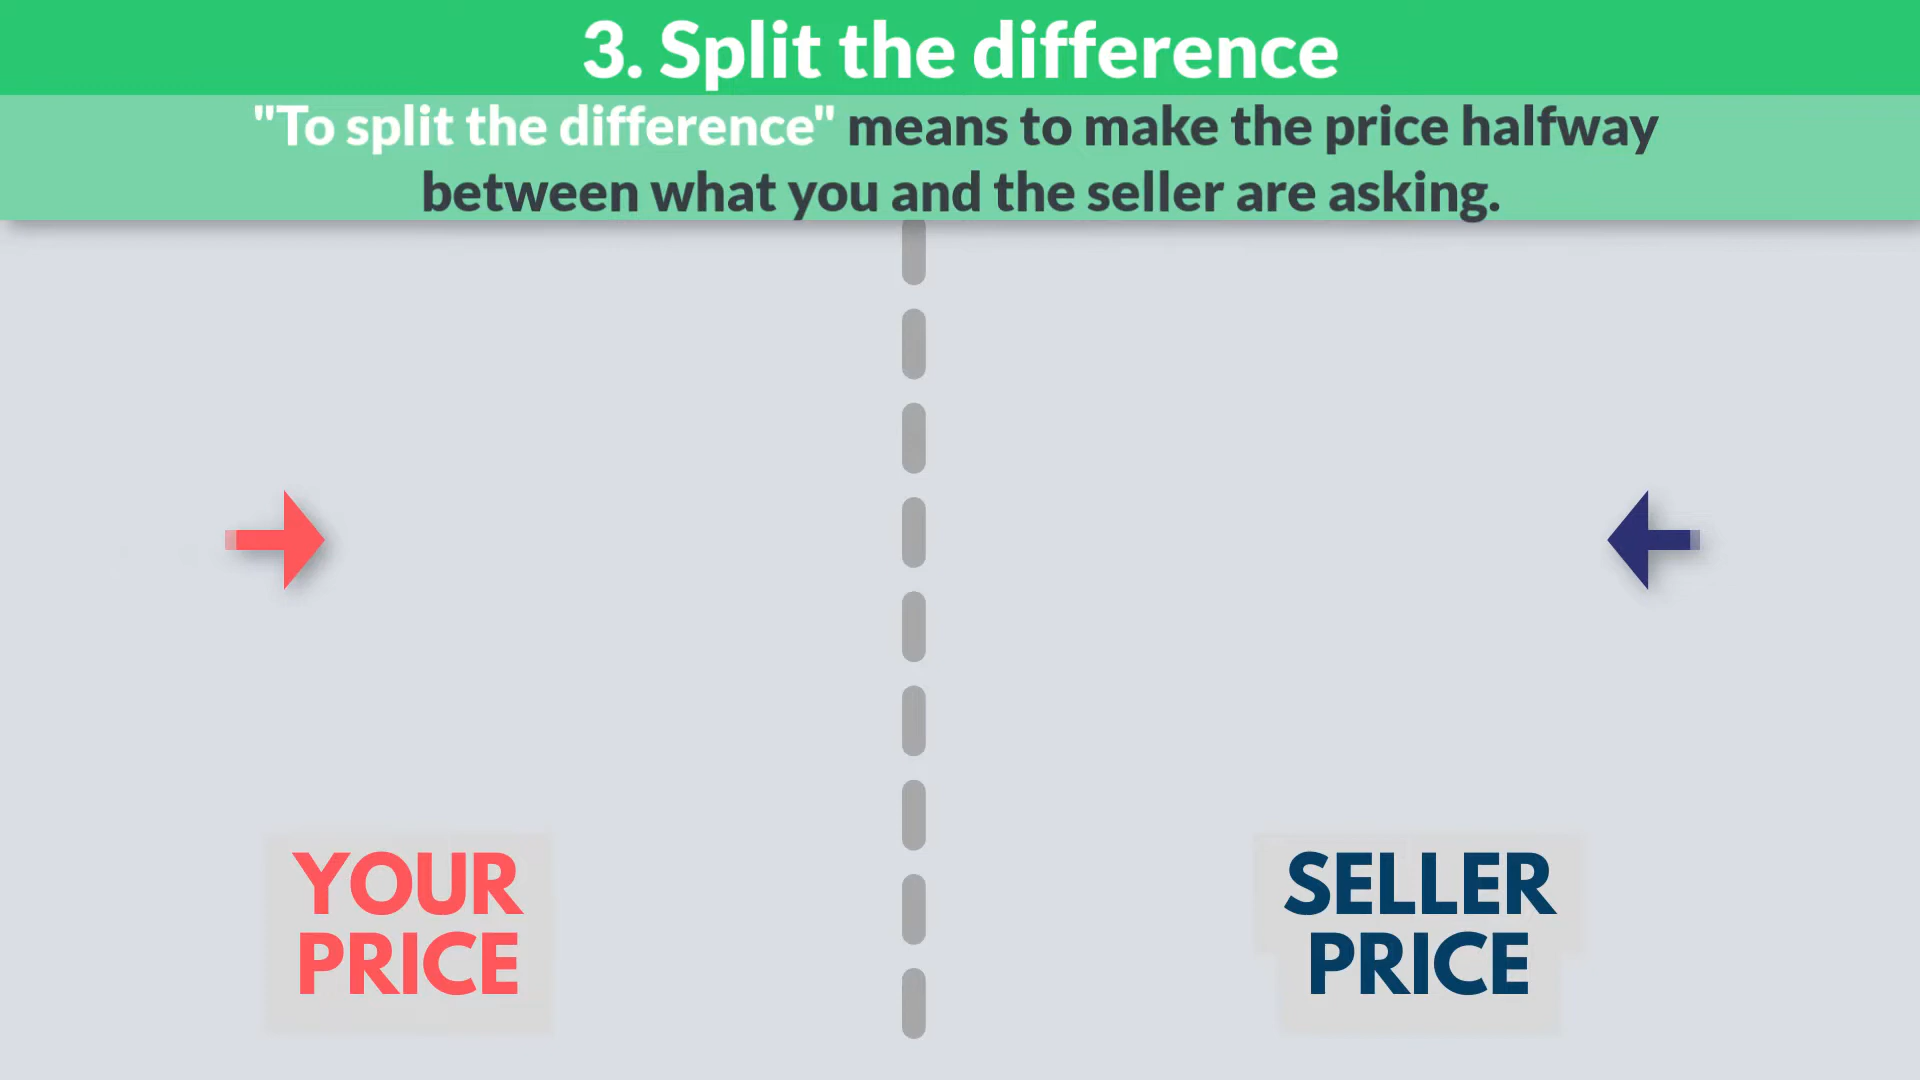 3. Split the difference
"To split the difference" means to make the price halfway
between what you and the seller are asking.
YOUR
PRICE
SELLER
PRICE